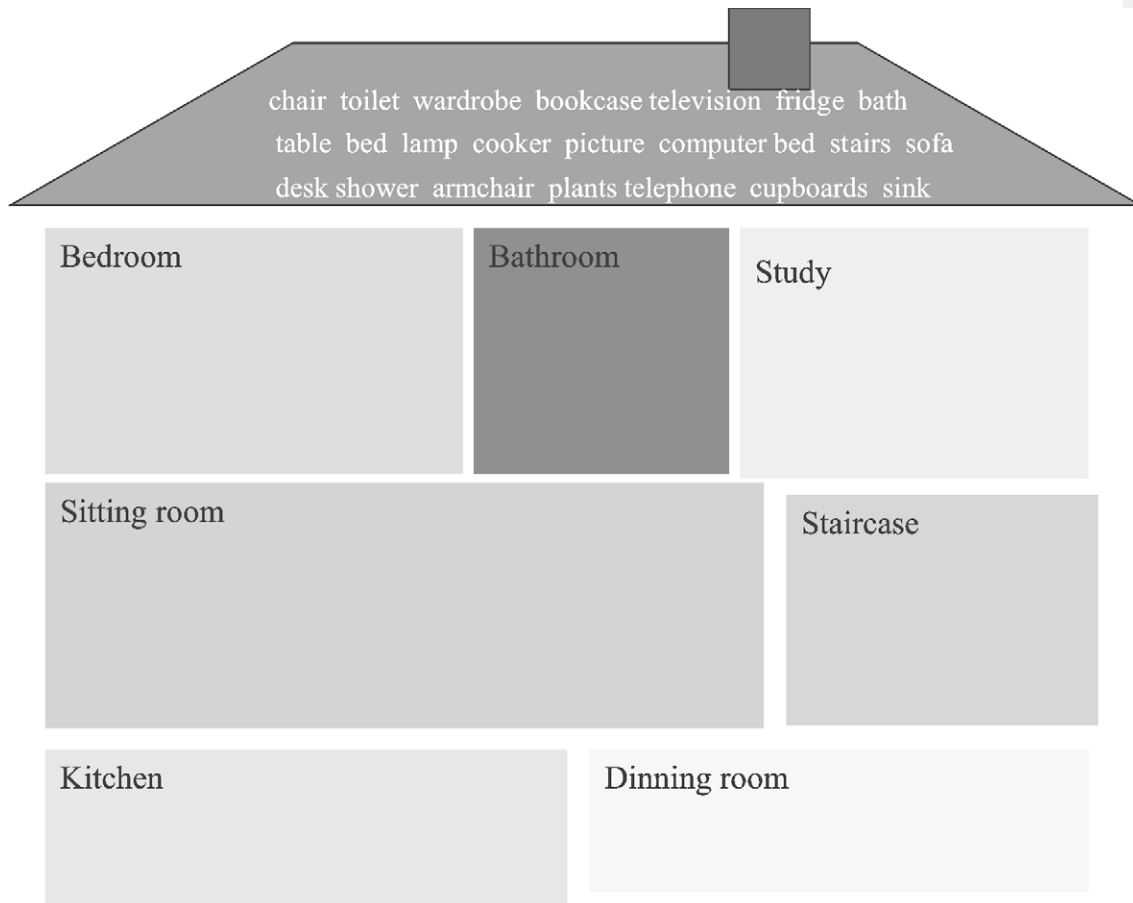 chair toilet wardrobe bookcase television fridge bath
table bed lamp cooker picture computer bed stairs sofa
desk shower armchair plants telephone cupboards sink
Bedroom
Bathroom
Study
Sitting room
Staircase
Kitchen
Dinning room